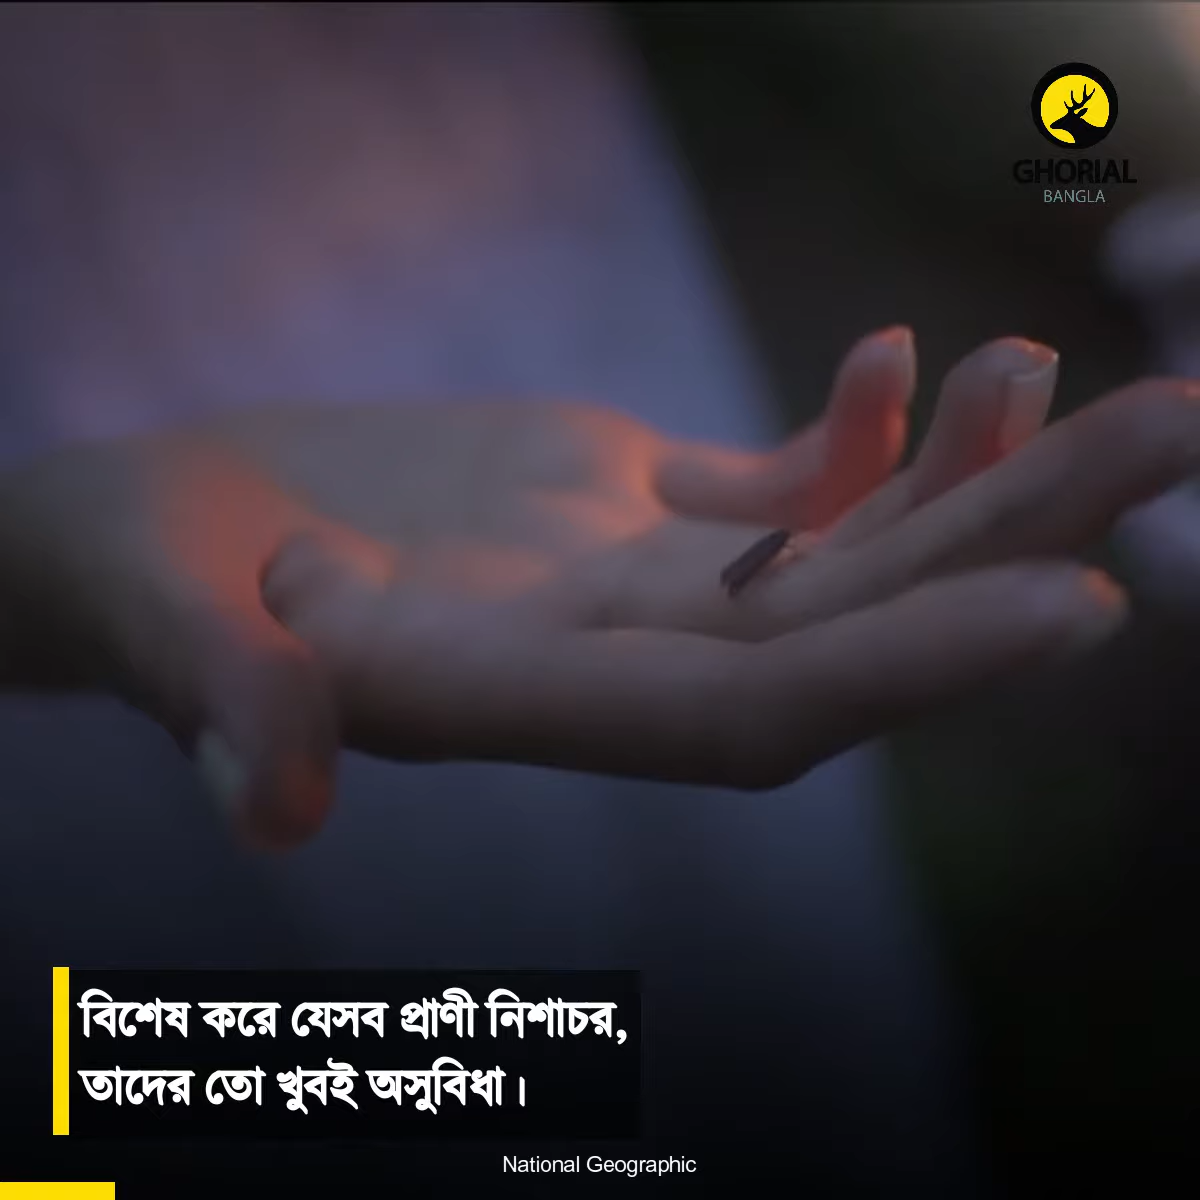 GHORIAL
BANGLA
বিশেষ করে যেসব প্রাণী নিশাচর,
তাদের তো খুবই অসুবিধা।
National Geographic